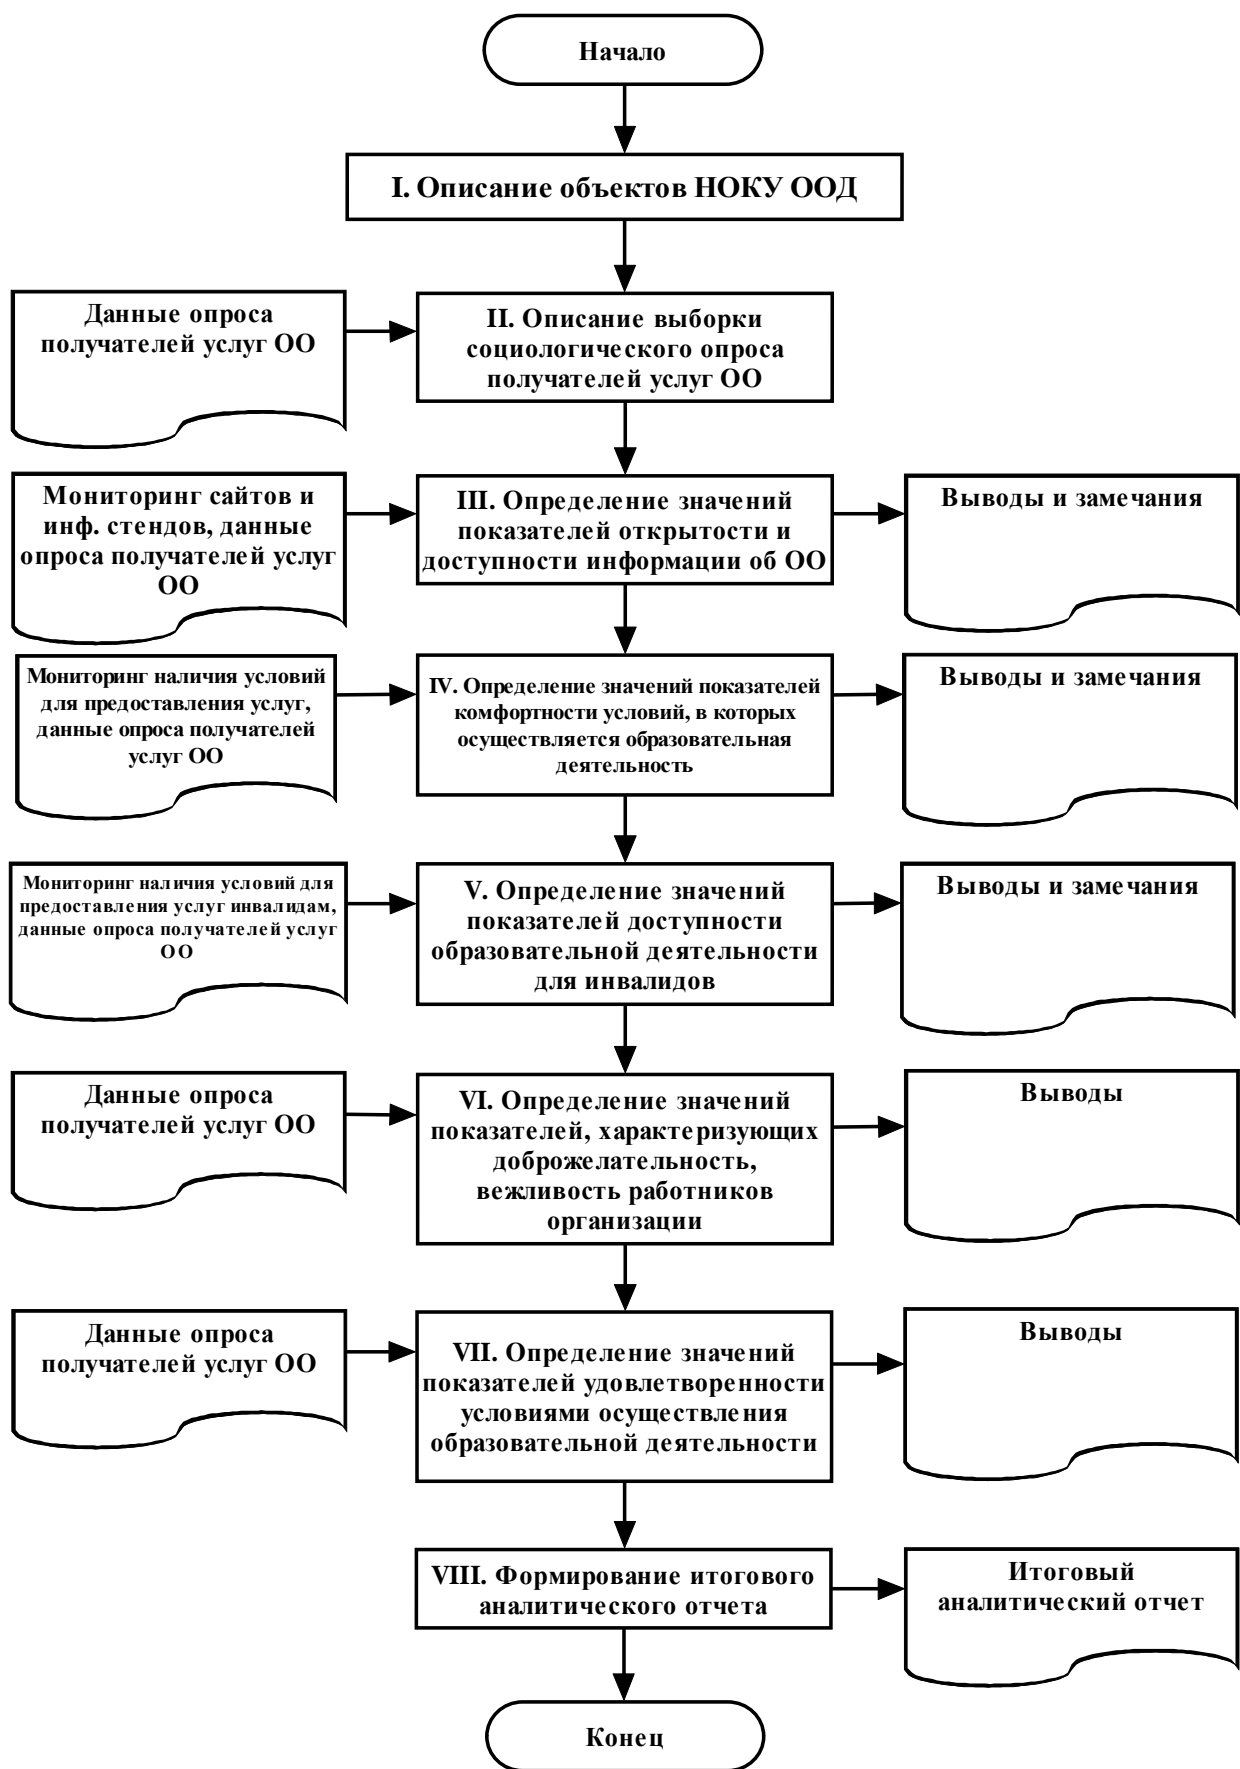 Начало
I. Описание объектов НОКУ ООД
Данные опроса
получателей услуг ОО
II. Описание выборки
социологического опроса
получателей услуг ОО
Мониторинг сайтов и
инф. стендов, данные
опроса получателей услуг
ОО
III. Определение значений
показателей открытости и
доступности информации об ОО
Выводы и замечания
Мониторинг наличия условий
для предоставления услуг,
данные опроса получателей
услуг ОО
IV. Определение значений показателей
комфортности условий, в которых
осуществляется образовательная
деятельность
Выводы и замечания
Мониторинг наличия условий для
предоставления услуг инвалидам,
данные опроса получателей услуг
ОО
V. Определение значений
показателей доступности
образовательной деятельности
для инвалидов
Выводы и замечания
Данные опроса
получателей услуг ОО
VI. Определение значений
показателей, характеризующих
доброжелательность,
вежливость работников
организации
Выводы
Данные опроса
получателей услуг ОО
VII. Определение значений
показателей удовлетворенности
условиями осуществления
образовательной деятельности
Выводы
VIII. Формирование итогового
аналитического отчета
Итоговый
аналитический отчет
Конец